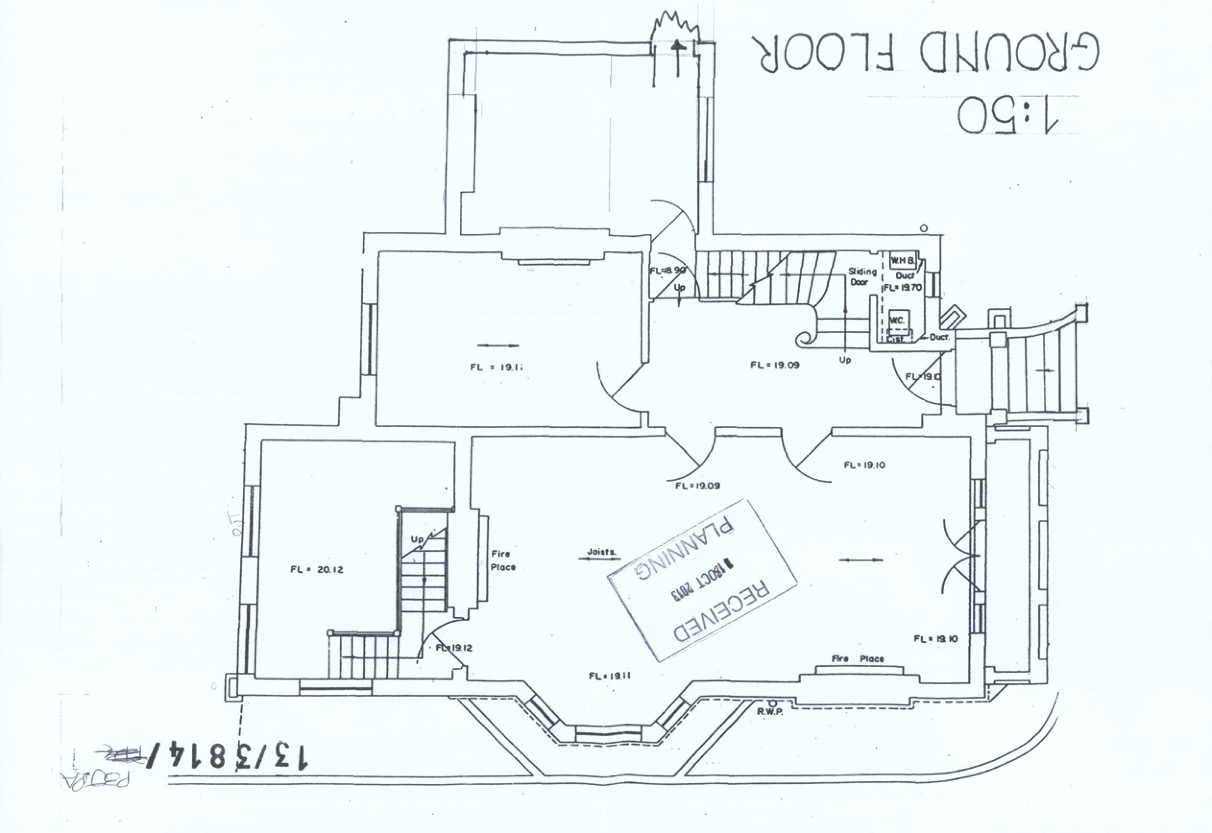 GROUND FLOOR
1:50
W.H.B.
Duct
FL=18.90
Up
Sliding
Door
FL=19.70
W.C.
Cist.
Duct.
FL = 19.11
FL=19.09
Up
FL=19.10
FL=19.10
FL=19.09
Up
Fire
Place
Joists.
RECEIVED
18 OCT 2013
PLANNING
FL = 20.12
FL=19.12
FL=19.10
Fire Place
FL=19.11
R.W.P.
13/3814/